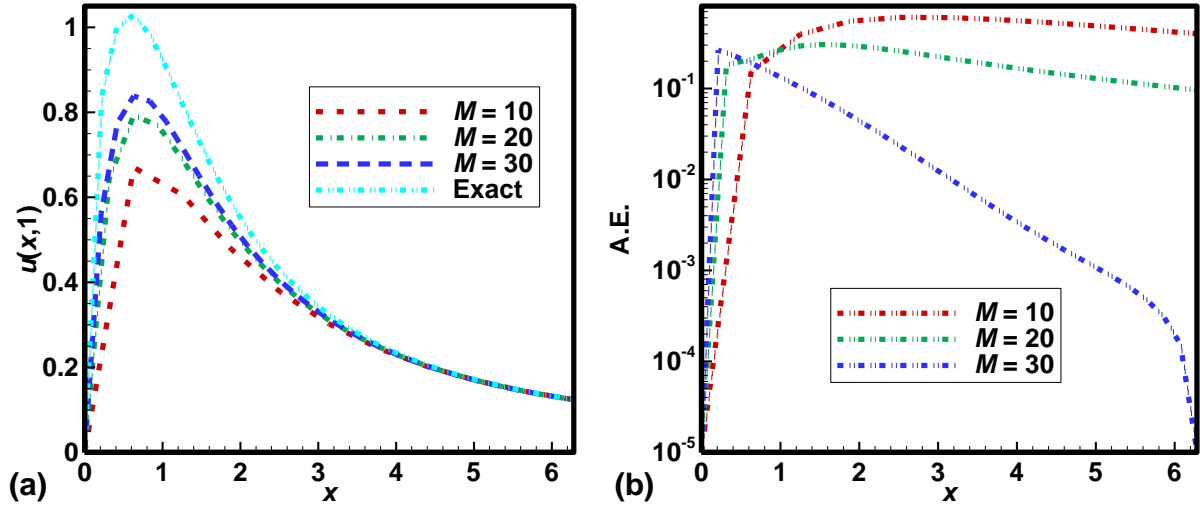 1
0.8
0.6
0.4
0.2
0
u(x,1)
0 1 2 3 4 5 6
x
M = 10
M = 20
M = 30
Exact
(a)
10-1
10-2
10-3
10-4
10-5
A.E.
0 1 2 3 4 5 6
x
M = 10
M = 20
M = 30
(b)